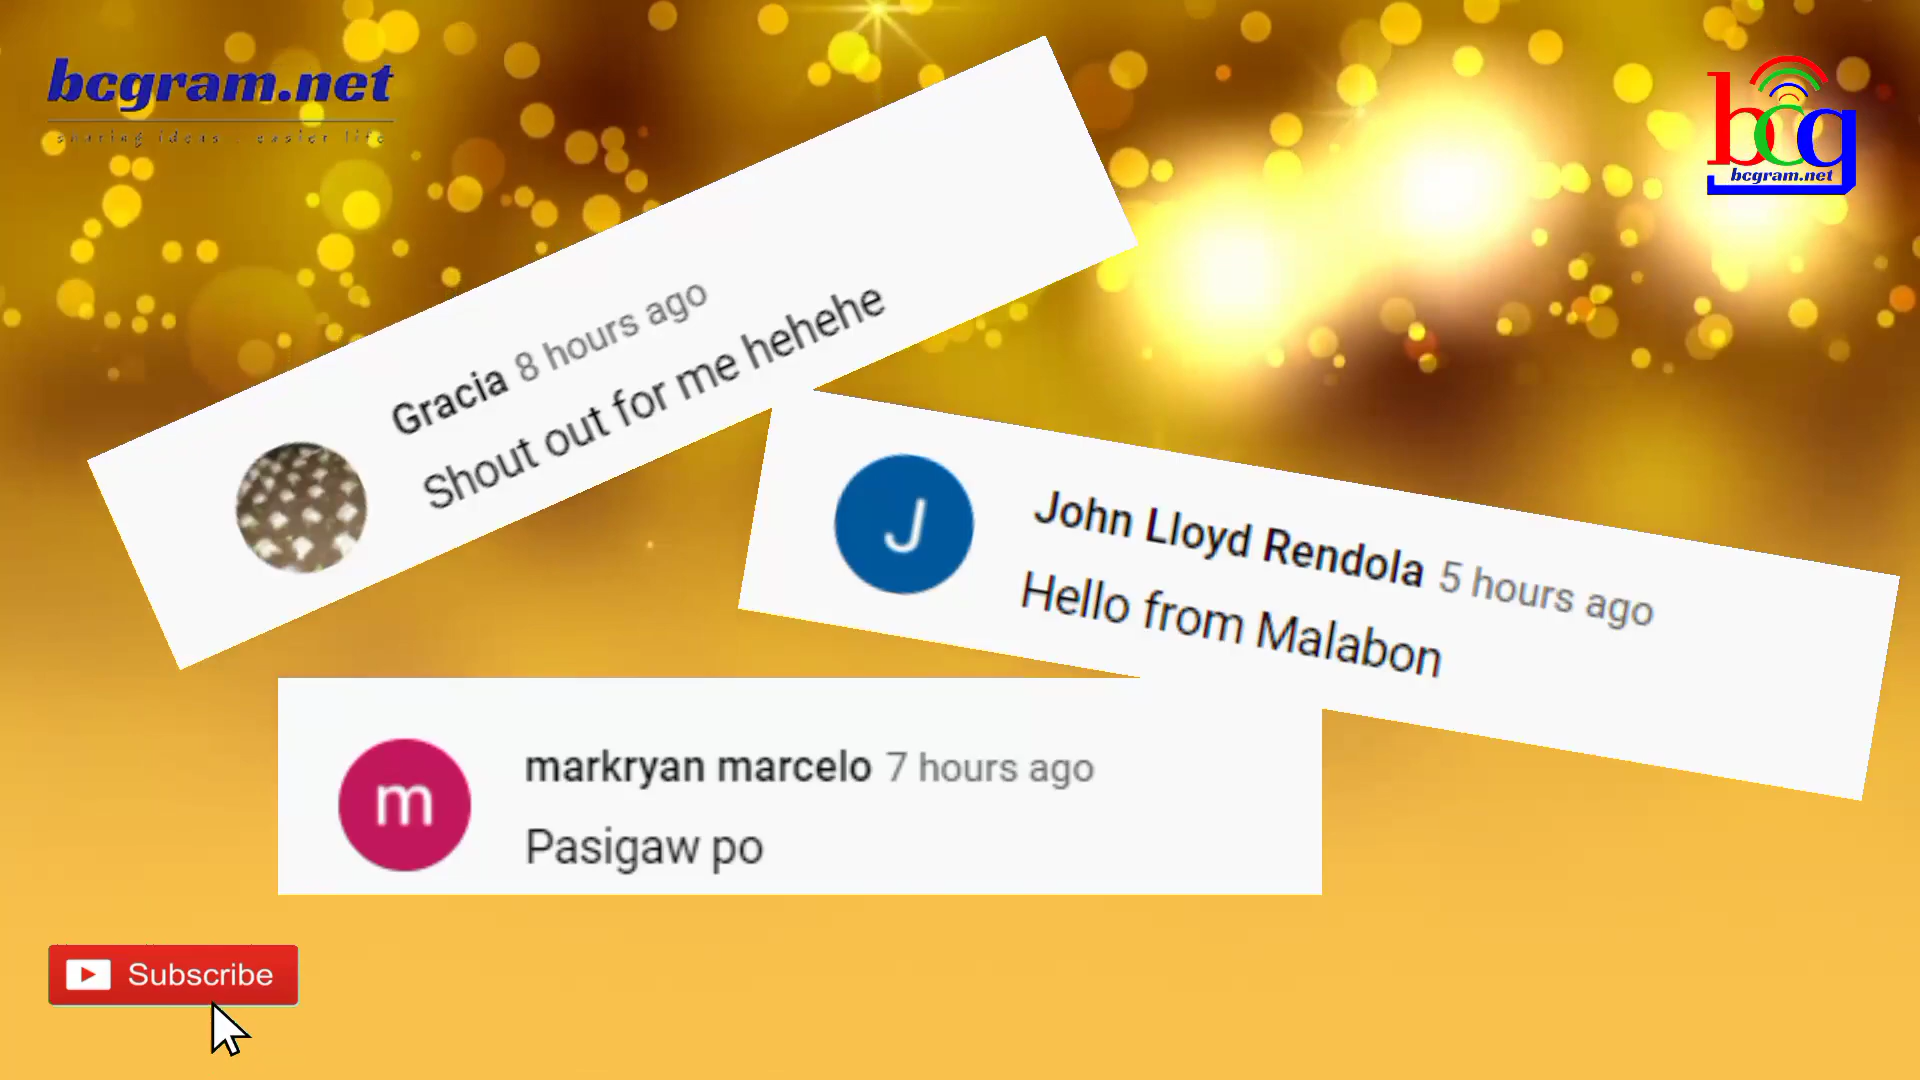 bcgram.net
sharing ideas . easier life
bcg
bcgram.net
Gracia 8 hours ago
Shout out for me hehehe
J
John Lloyd Rendola 5 hours ago
Hello from Malabon
m
markryan marcelo 7 hours ago
Pasigaw po
Subscribe